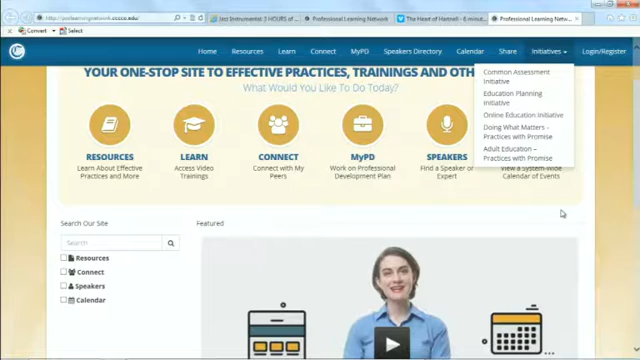 http://prolearningnetwork.cccco.edu/
Jazz Instrumental: 3 HOURS of ...
Professional Learning Network
The Heart of Hartnell - 6 minut...
Professional Learning Netw...
Convert
Select
Home
Resources
Learn
Connect
MyPD
Speakers Directory
Calendar
Share
Initiatives
Login/Register
YOUR ONE-STOP SITE TO EFFECTIVE PRACTICES, TRAININGS AND OTH
What Would You Like To Do Today?
Common Assessment
Initiative
Education Planning
Initiative
Online Education Initiative
Doing What Matters -
Practices with Promise
Adult Education –
Practices with Promise
RESOURCES
Learn About Effective
Practices and More
LEARN
Access Video
Trainings
CONNECT
Connect with My
Peers
MyPD
Work on Professional
Development Plan
SPEAKERS
Find a Speaker or
Expert
View a System-Wide
Calendar of Events
Search Our Site
Featured
Search
Resources
Connect
Speakers
Calendar